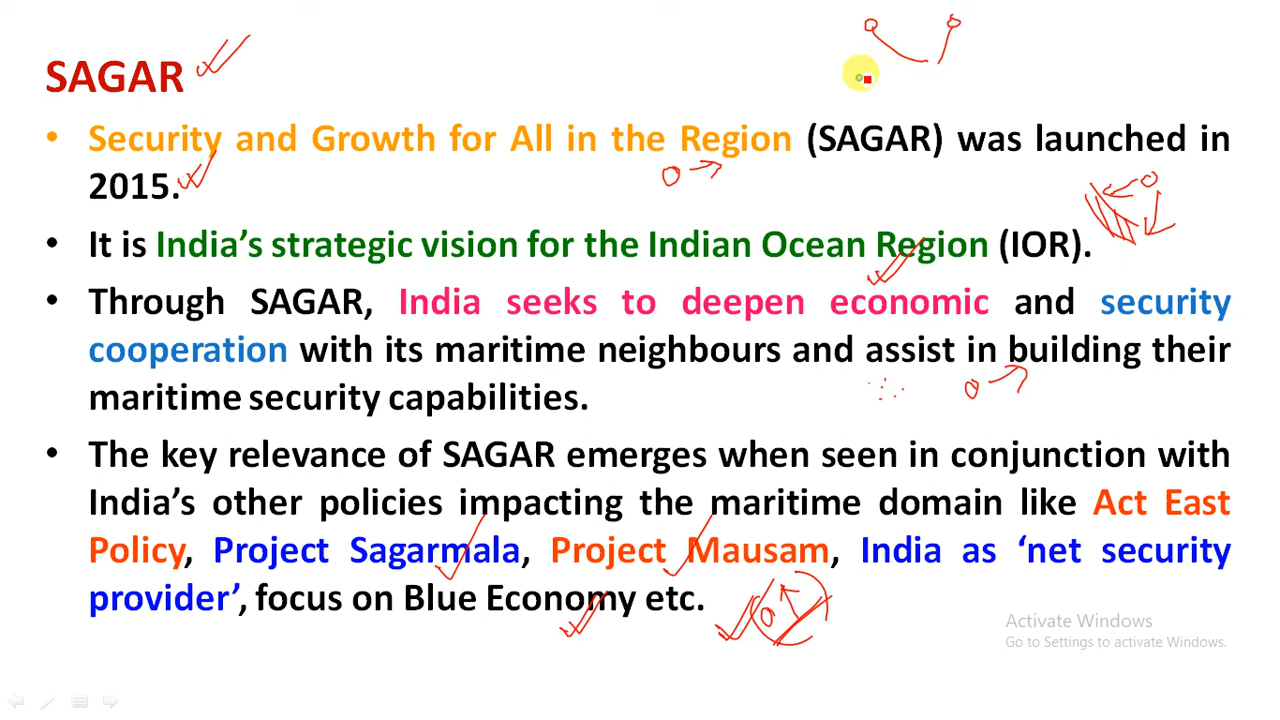 SAGAR
• Security and Growth for All in the Region (SAGAR) was launched in
2015.
• It is India's strategic vision for the Indian Ocean Region (IOR).
• Through SAGAR, India seeks to deepen economic and security
cooperation with its maritime neighbours and assist in building their
maritime security capabilities.
• The key relevance of SAGAR emerges when seen in conjunction with
India's other policies impacting the maritime domain like Act East
Policy, Project Sagarmala, Project Mausam, India as 'net security
provider', focus on Blue Economy etc.
Activate Windows
Go to Settings to activate Windows.